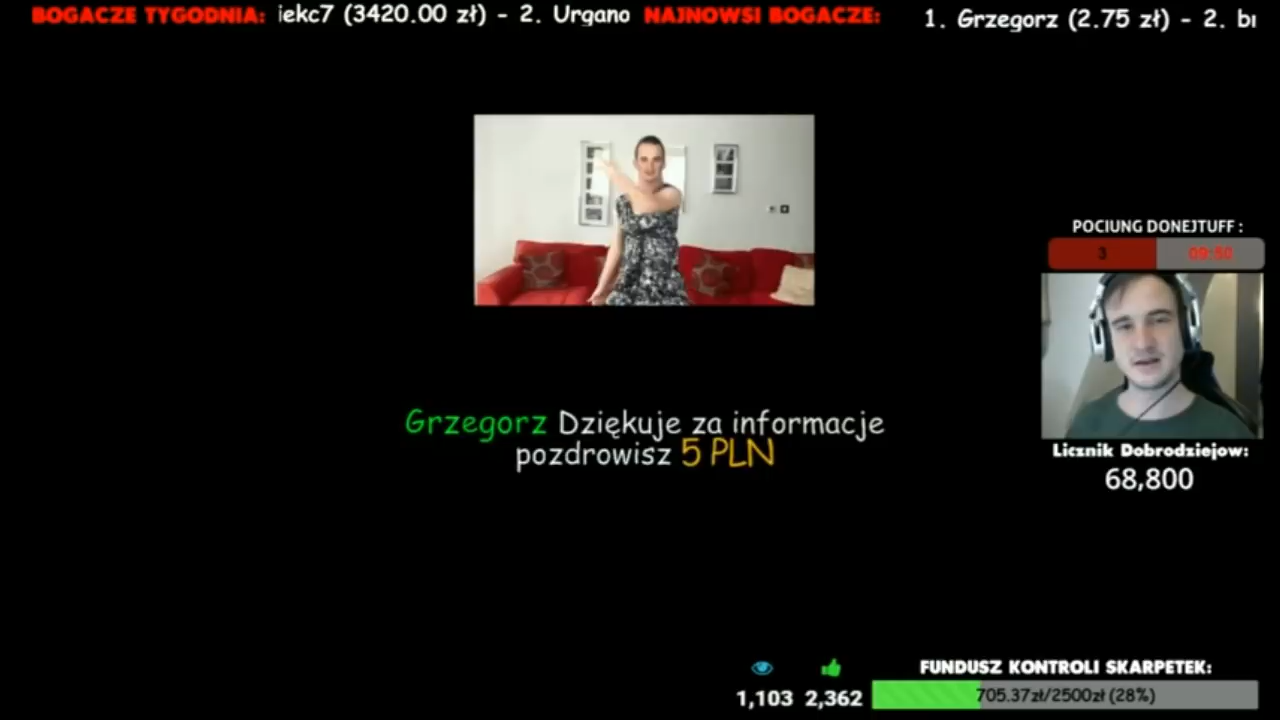 BOGACZE TYGODNIA: iekc7 (3420.00 zł) - 2. Urgano NAJNOWSI BOGACZE: 1. Grzegorz (2.75 zł) - 2.
POCIUNG DONEJTUFF :
3 09:50
Grzegorz Dziękuje za informacje
pozdrowisz 5 PLN
Licznik Dobrodziejow:
68,800
FUNDUSZ KONTROLI SKARPETEK:
1,103 2,362 705.37zł/2500zł (28%)